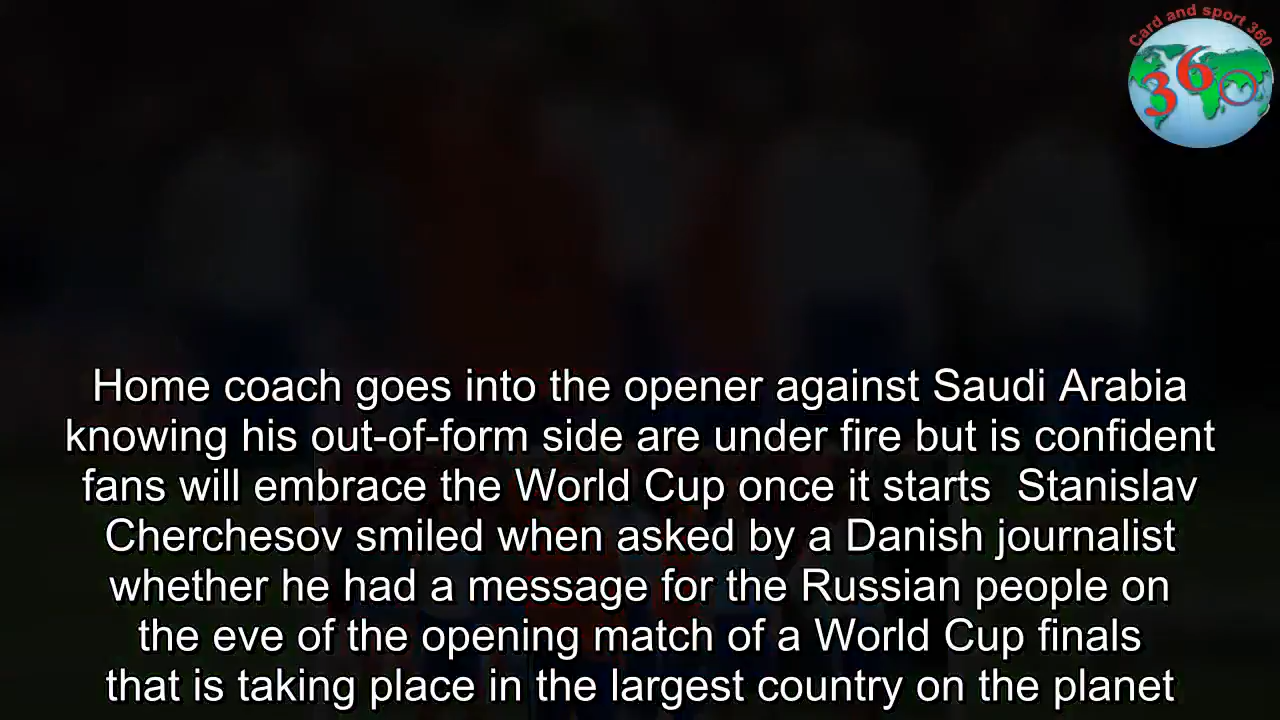 Card and sport 360
360
Home coach goes into the opener against Saudi Arabia
knowing his out-of-form side are under fire but is confident
fans will embrace the World Cup once it starts  Stanislav
Cherchesov smiled when asked by a Danish journalist
whether he had a message for the Russian people on
the eve of the opening match of a World Cup finals
that is taking place in the largest country on the planet